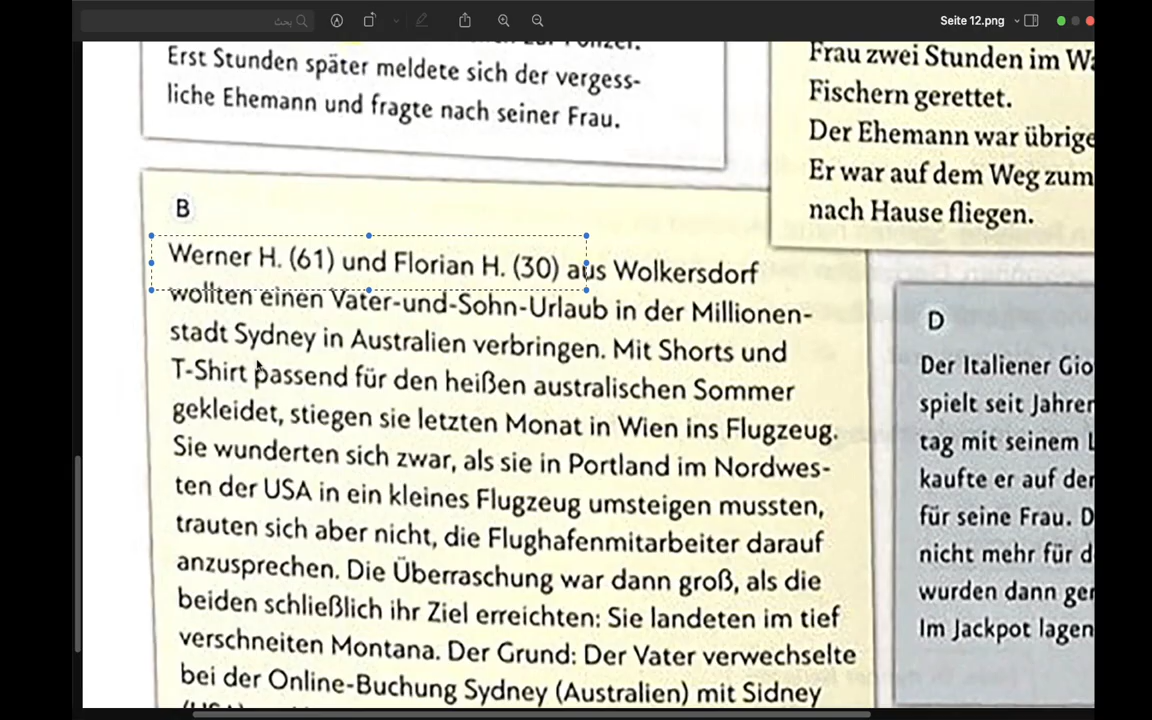 بحث
Seite 12.png
Erst Stunden später meldete sich der vergess-
liche Ehemann und fragte nach seiner Frau.
Frau zwei Stunden im
Fischern gerettet.
Der Ehemann war übrige
Er war auf dem Weg zum
nach Hause fliegen.
B
Werner H. (61) und Florian H. (30) aus Wolkersdorf
wollten einen Vater-und-Sohn-Urlaub in der Millionen-
stadt Sydney in Australien verbringen. Mit Shorts und
T-Shirt passend für den heißen australischen Sommer
gekleidet, stiegen sie letzten Monat in Wien ins Flugzeug.
Sie wunderten sich zwar, als sie in Portland im Nordwes-
ten der USA in ein kleines Flugzeug umsteigen mussten,
trauten sich aber nicht, die Flughafenmitarbeiter darauf
anzusprechen. Die Überraschung war dann groß, als die
beiden schließlich ihr Ziel erreichten: Sie landeten im tief
verschneiten Montana. Der Grund: Der Vater verwechselte
bei der Online-Buchung Sydney (Australien) mit Sidney
D
Der Italiener Gio
spielt seit Jahren
tag mit seinem
kaufte er auf der
für seine Frau. D
nicht mehr für d
wurden dann
Im Jackpot lagen